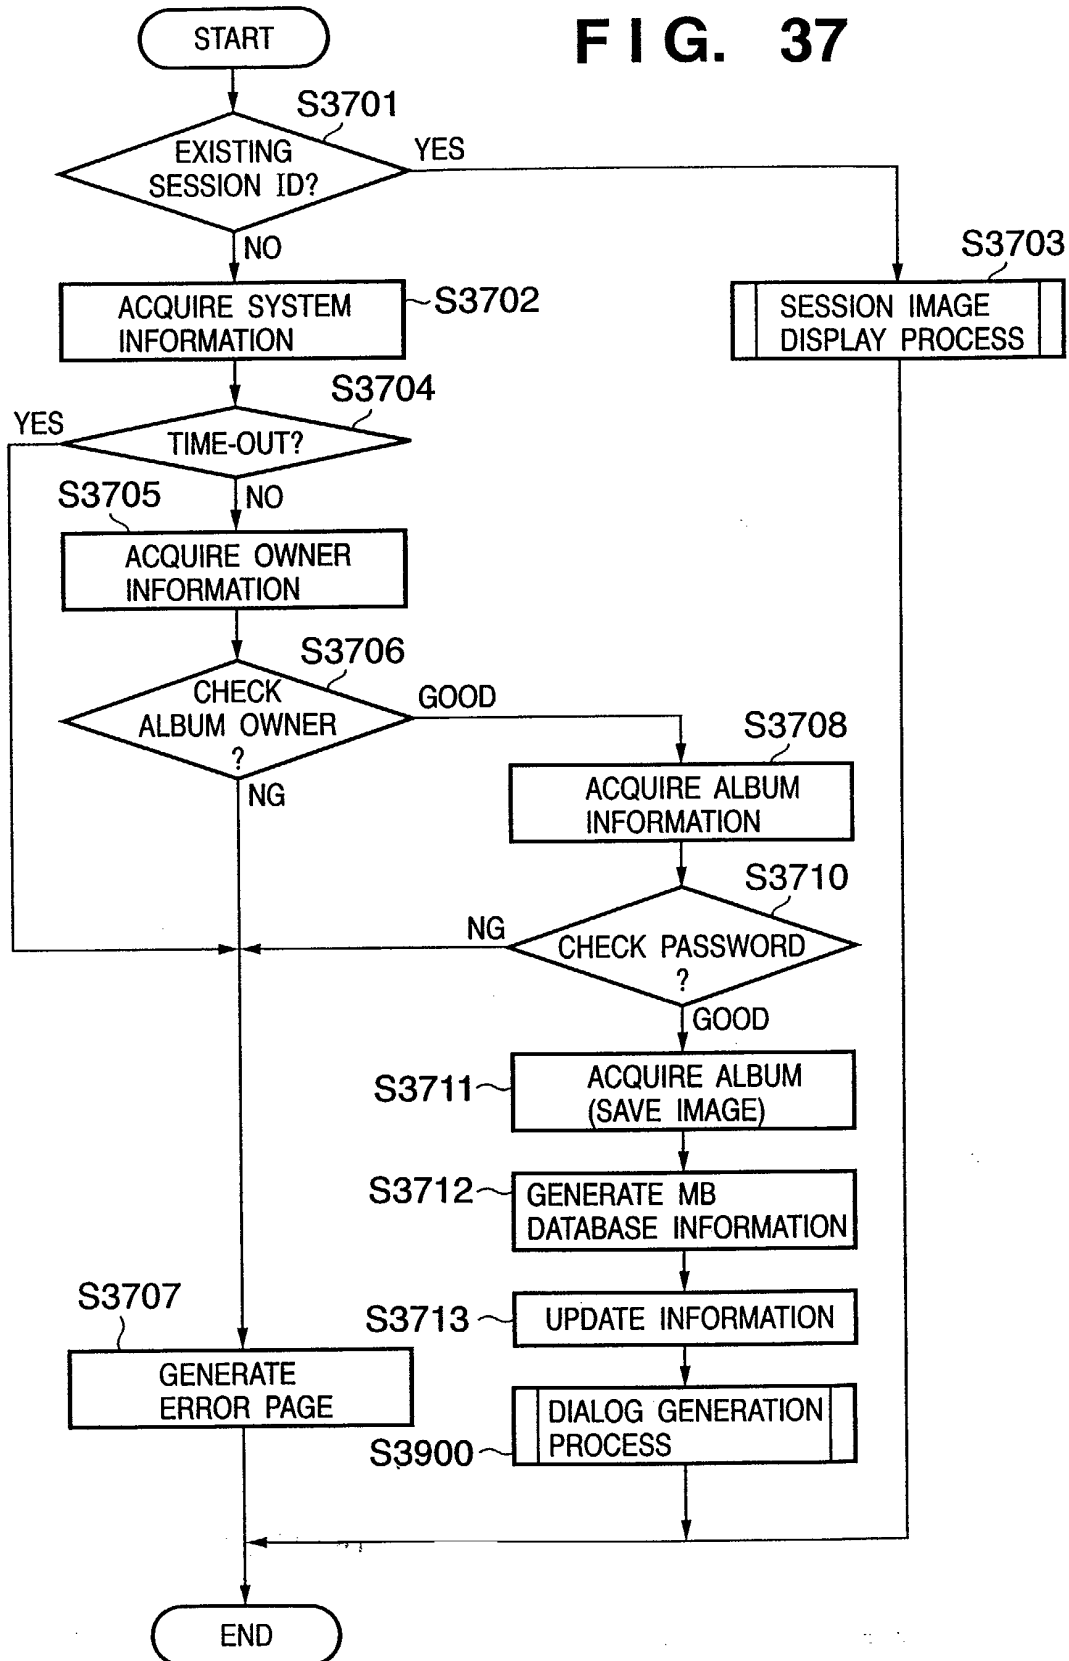 FIG. 37
START
S3701
EXISTING
SESSION ID?
YES
NO
S3703
SESSION IMAGE
DISPLAY PROCESS
ACQUIRE SYSTEM
INFORMATION
S3702
S3704
YES
TIME-OUT?
NO
S3705
ACQUIRE OWNER
INFORMATION
S3706
CHECK
ALBUM OWNER
?
GOOD
NG
S3708
ACQUIRE ALBUM
INFORMATION
S3710
NG
CHECK PASSWORD
?
GOOD
S3711
ACQUIRE ALBUM
(SAVE IMAGE)
S3712
GENERATE MB
DATABASE INFORMATION
S3707
S3713
UPDATE INFORMATION
GENERATE
ERROR PAGE
DIALOG GENERATION
PROCESS
S3900
END